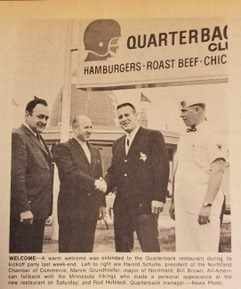 QUARTERBAC
CLU
HAMBURGERS · ROAST BEEF · CHIC
WELCOME—A warm welcome was extended to the Quarterback restaurant during its
kickoff party last week-end. Left to right are Harold Schulte, president of the Northfield
Chamber of Commerce; Marvin Grundhoefer, mayor of Northfield; Bill Brown, All-Ameri-
can fullback with the Minnesota Vikings who made a personal appearance at the
new restaurant on Saturday; and Rod Hofstedt, Quarterback manager.—News Photo.